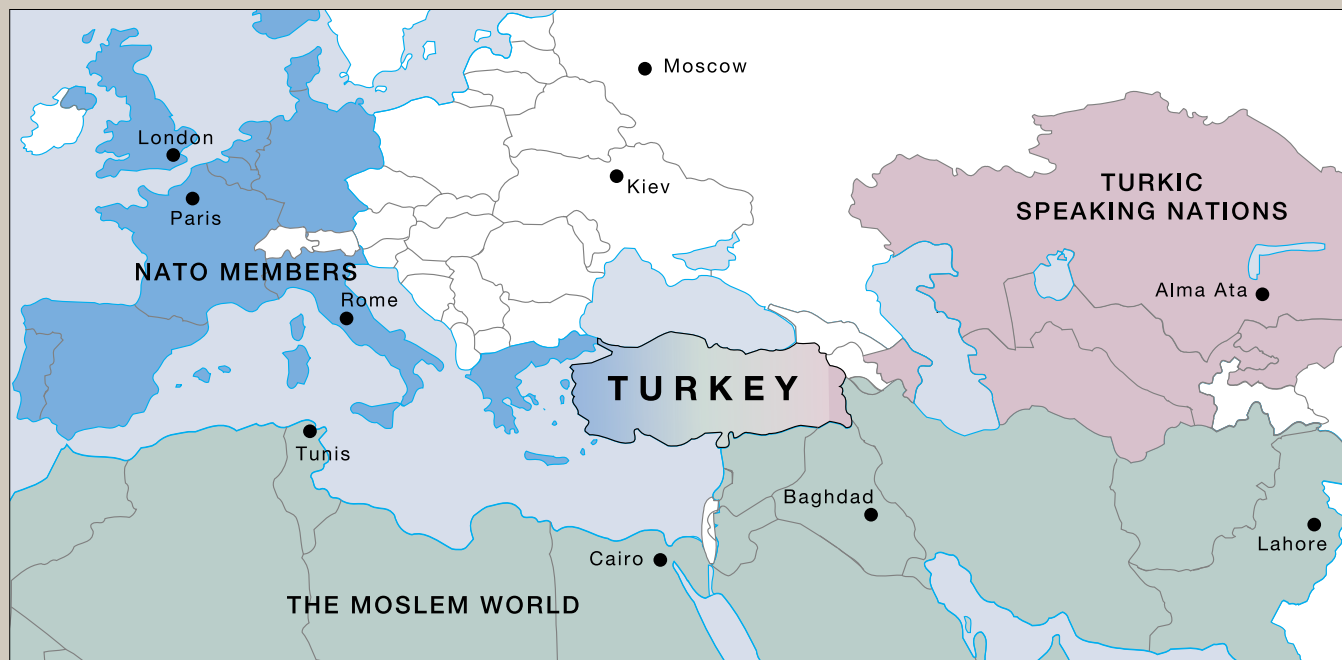 Moscow
London
Kiev
TURKIC
SPEAKING NATIONS
Paris
NATO MEMBERS
Rome
Alma Ata
TURKEY
Tunis
Baghdad
Lahore
Cairo
THE MOSLEM WORLD